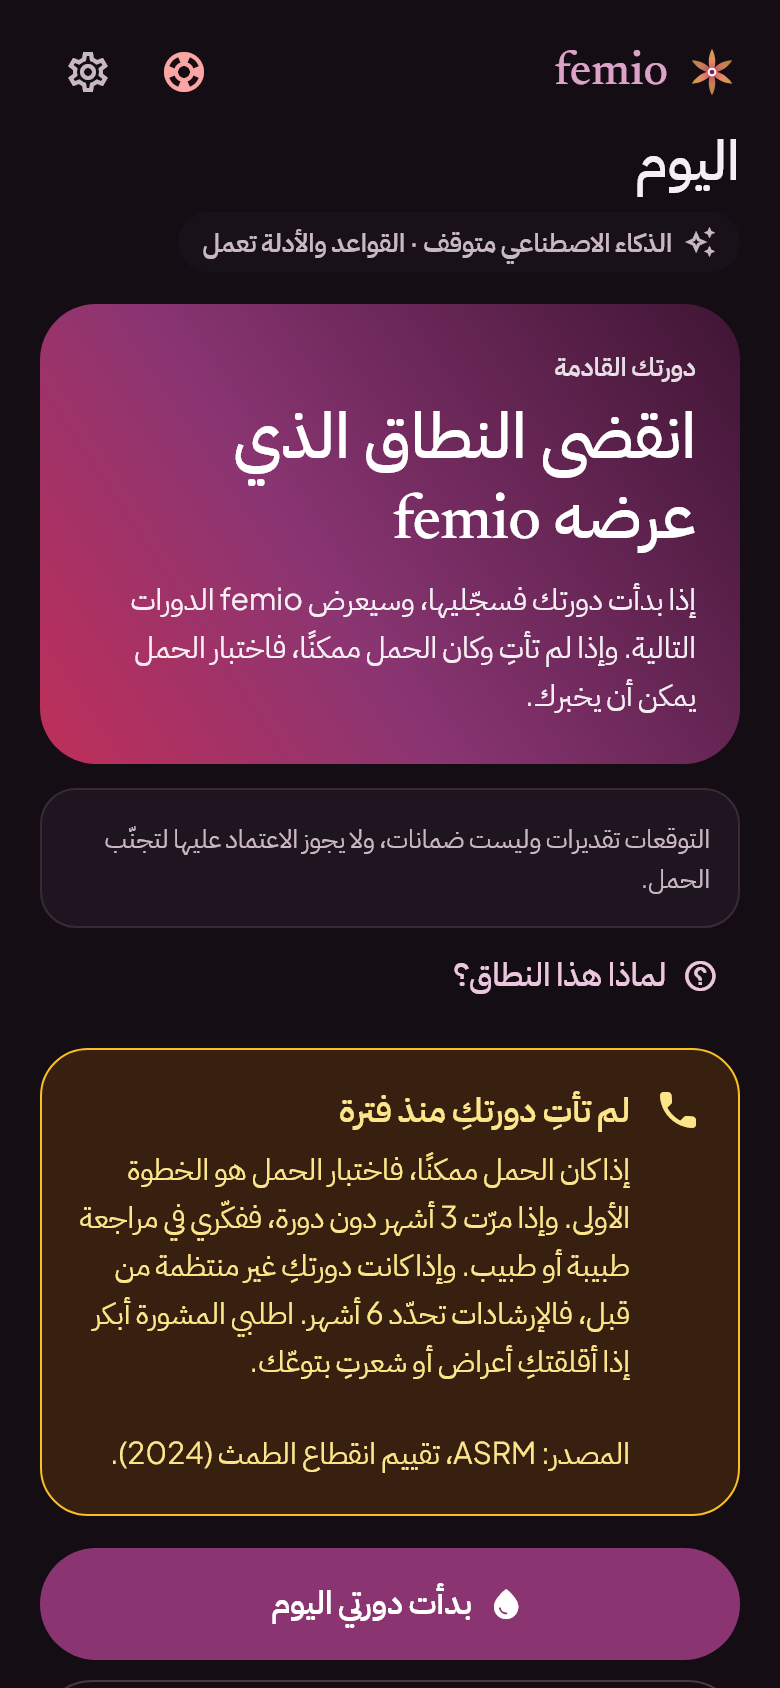 femio
اليوم
الذكاء الاصطناعي متوقف · القواعد والأدلة تعمل
دورتك القادمة
انقضى النطاق الذي
عرضه femio
إذا بدأت دورتك فسجّليها، وسيعرض femio الدورات
التالية. وإذا لم تأتِ وكان الحمل ممكنًا، فاختبار الحمل
يمكن أن يخبرك.
التوقعات تقديرات وليست ضمانات، ولا يجوز الاعتماد عليها لتجنّب
الحمل.
لماذا هذا النطاق؟
لم تأتِ دورتكِ منذ فترة
إذا كان الحمل ممكنًا، فاختبار الحمل هو الخطوة
الأولى. وإذا مرّت 3 أشهر دون دورة، ففكّري في مراجعة
طبيبة أو طبيب. وإذا كانت دورتكِ غير منتظمة من
قبل، فالإرشادات تحدّد 6 أشهر. اطلبي المشورة أبكر
إذا أقلقتكِ أعراض أو شعرتِ بتوعّك.
المصدر: ASRM، تقييم انقطاع الطمث (2024).
بدأت دورتي اليوم